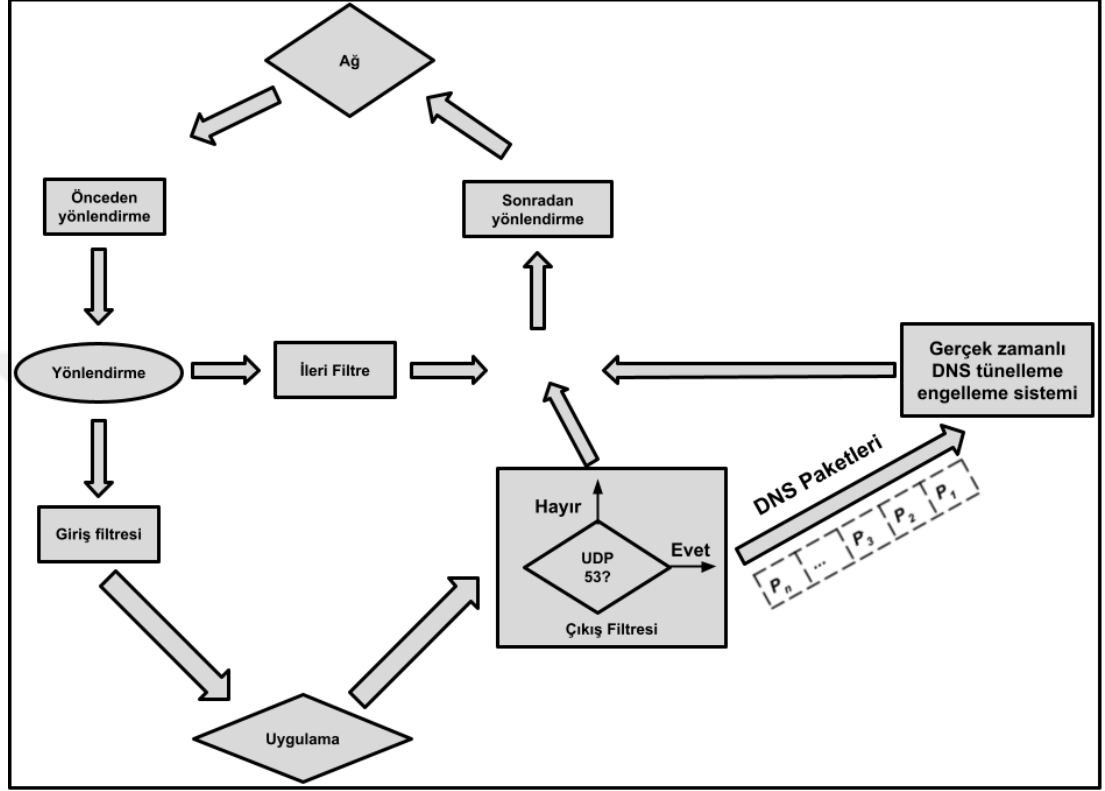 Ağ
Önceden
yönlendirme
Sonradan
yönlendirme
Yönlendirme
İleri Filtre
Gerçek zamanlı
DNS tünelleme
engelleme sistemi
Giriş filtresi
Hayır
UDP
53?
Evet
Çıkış Filtresi
DNS Paketleri
Pn ... P3 P2 P1
Uygulama